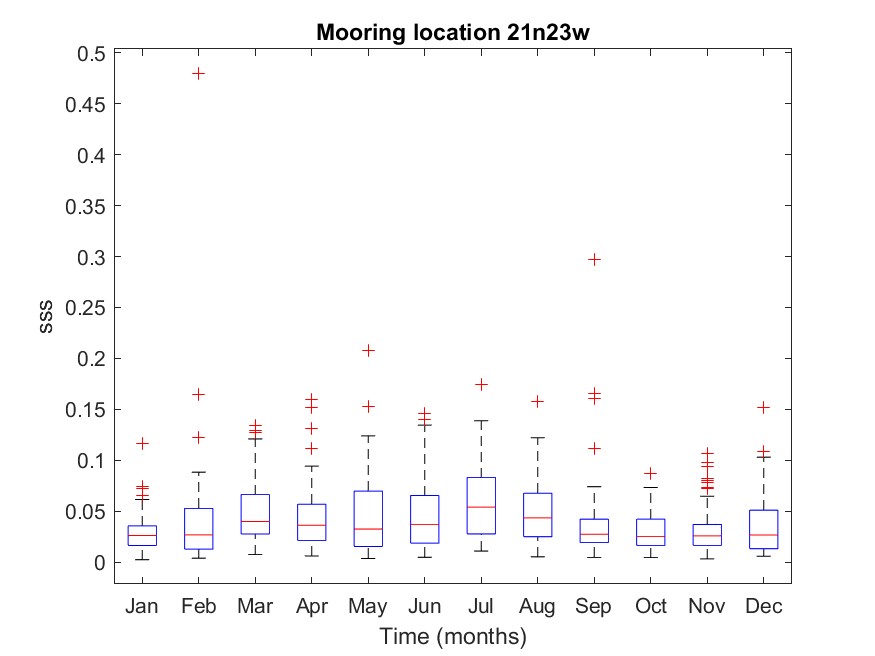 Mooring location 21n23w
0.5
0.45
0.4
0.35
0.3
0.25
0.2
0.15
0.1
0.05
0
sss
Jan Feb Mar Apr May Jun Jul Aug Sep Oct Nov Dec
Time (months)